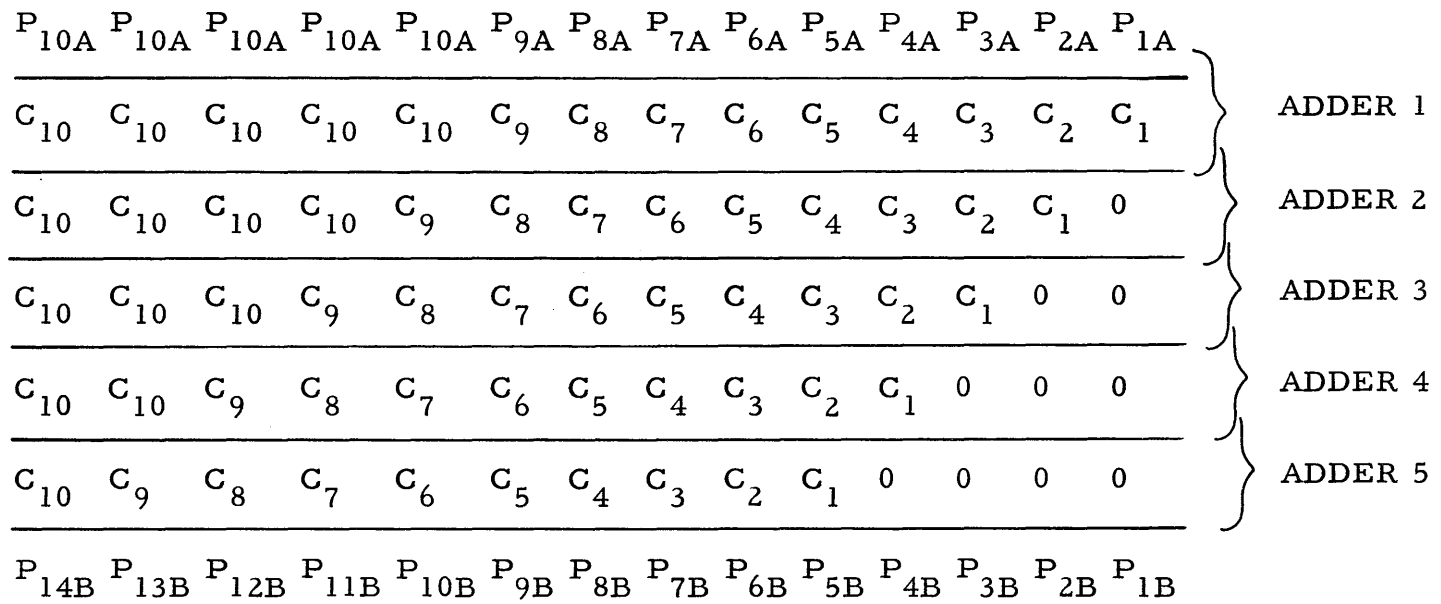 P10A P10A P10A P10A P10A P9A P8A P7A P6A P5A P4A P3A P2A P1A
C10 C10 C10 C10 C10 C9 C8 C7 C6 C5 C4 C3 C2 C1 ADDER 1
C10 C10 C10 C10 C9 C8 C7 C6 C5 C4 C3 C2 C1 0 ADDER 2
C10 C10 C10 C9 C8 C7 C6 C5 C4 C3 C2 C1 0 0 ADDER 3
C10 C10 C9 C8 C7 C6 C5 C4 C3 C2 C1 0 0 0 ADDER 4
C10 C9 C8 C7 C6 C5 C4 C3 C2 C1 0 0 0 0 ADDER 5
P14B P13B P12B P11B P10B P9B P8B P7B P6B P5B P4B P3B P2B P1B